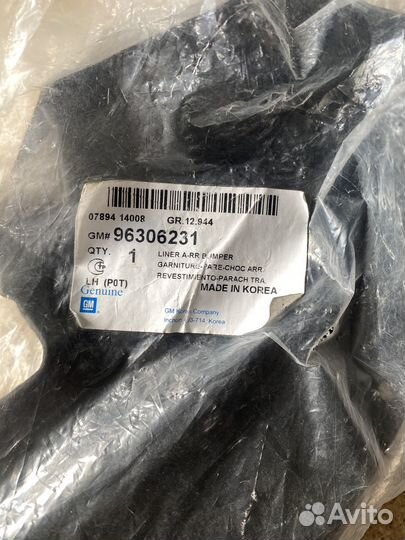 07894 14008 GR.12.944
GM# 96306231
QTY. 1 LINER A-RR BUMPER
GARNITURE-PARE-CHOC ARR.
REVESTIMIENTO-PARACH TRA.
LH (P0T) MADE IN KOREA
Genuine
GM
GM Korea Company
714, Korea
Avito